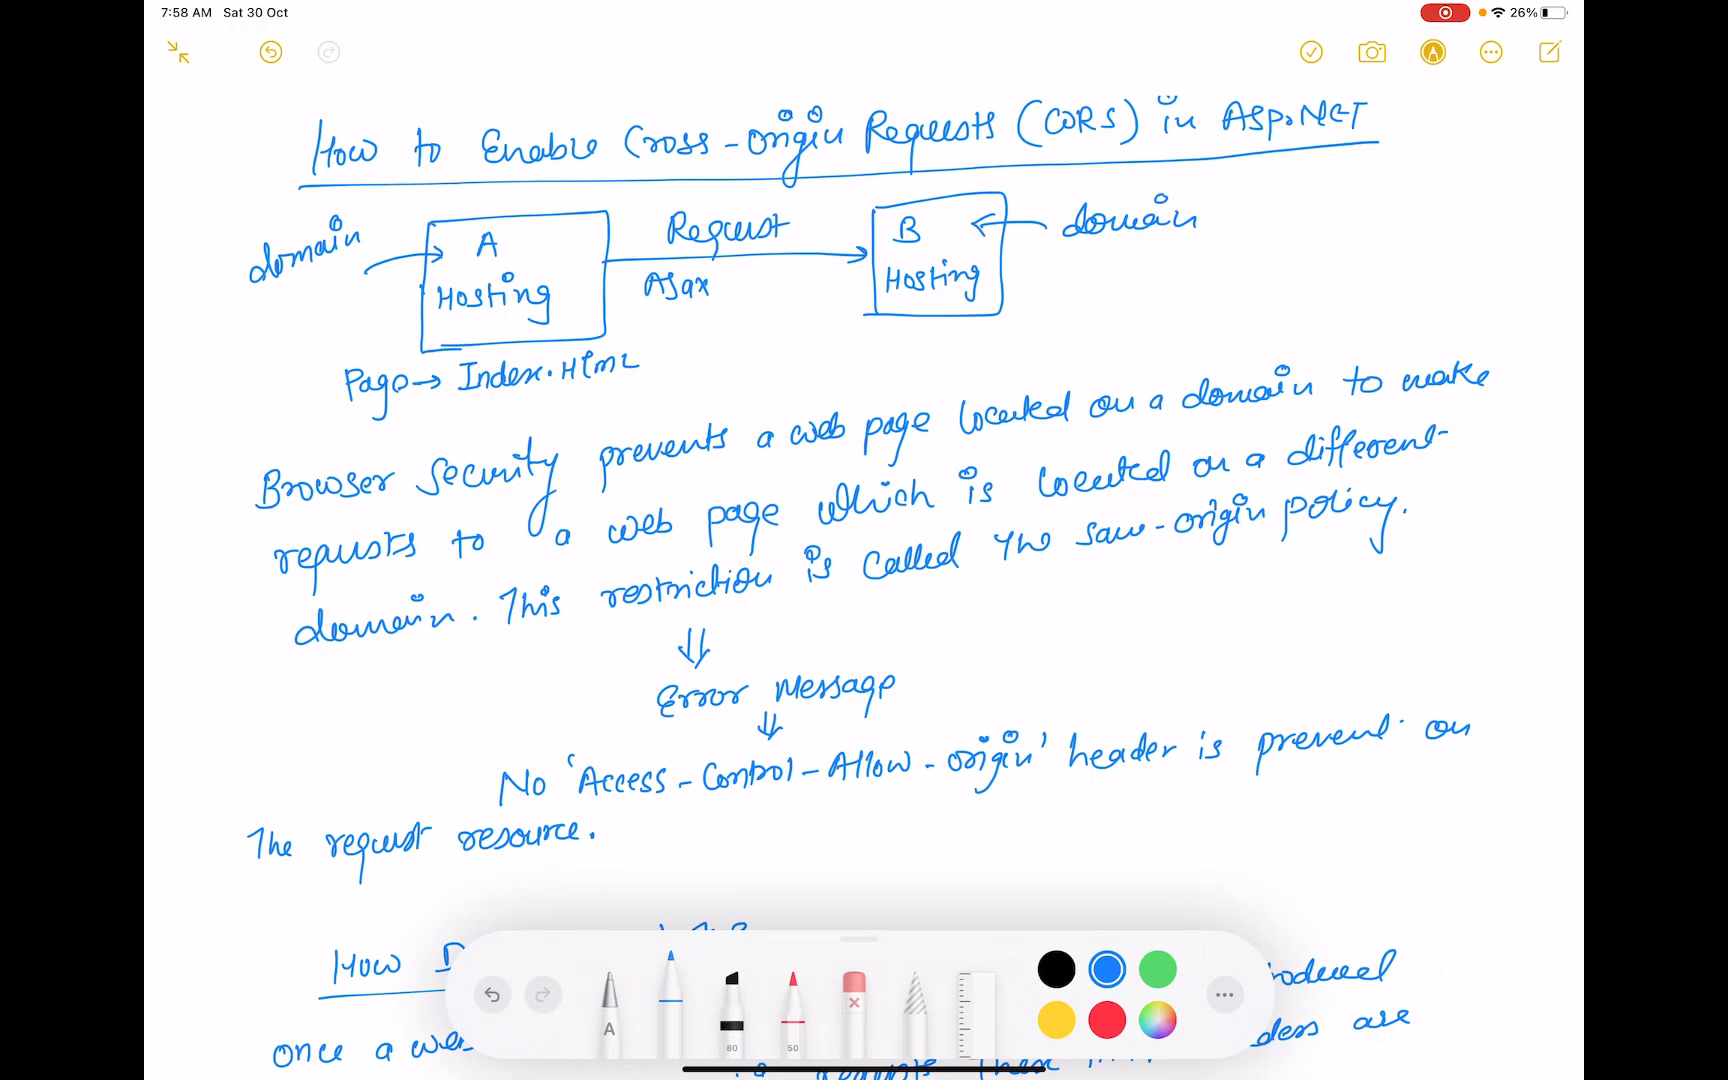 7:58 AM Sat 30 Oct
26%
How to Enable Cross-origin Requests (CORS) in ASP.NET
domain
A
Hosting
Request
Ajax
B
Hosting
domain
Page → Index.Html
Browser Security prevents a web page located on a domain to make
requests to a web page which is located on a different
domain. This restriction is called the same-origin policy.
Error Message
No 'Access-Control-Allow-origin' header is prevent on
The request resource.
How
once a
are
A
80
50